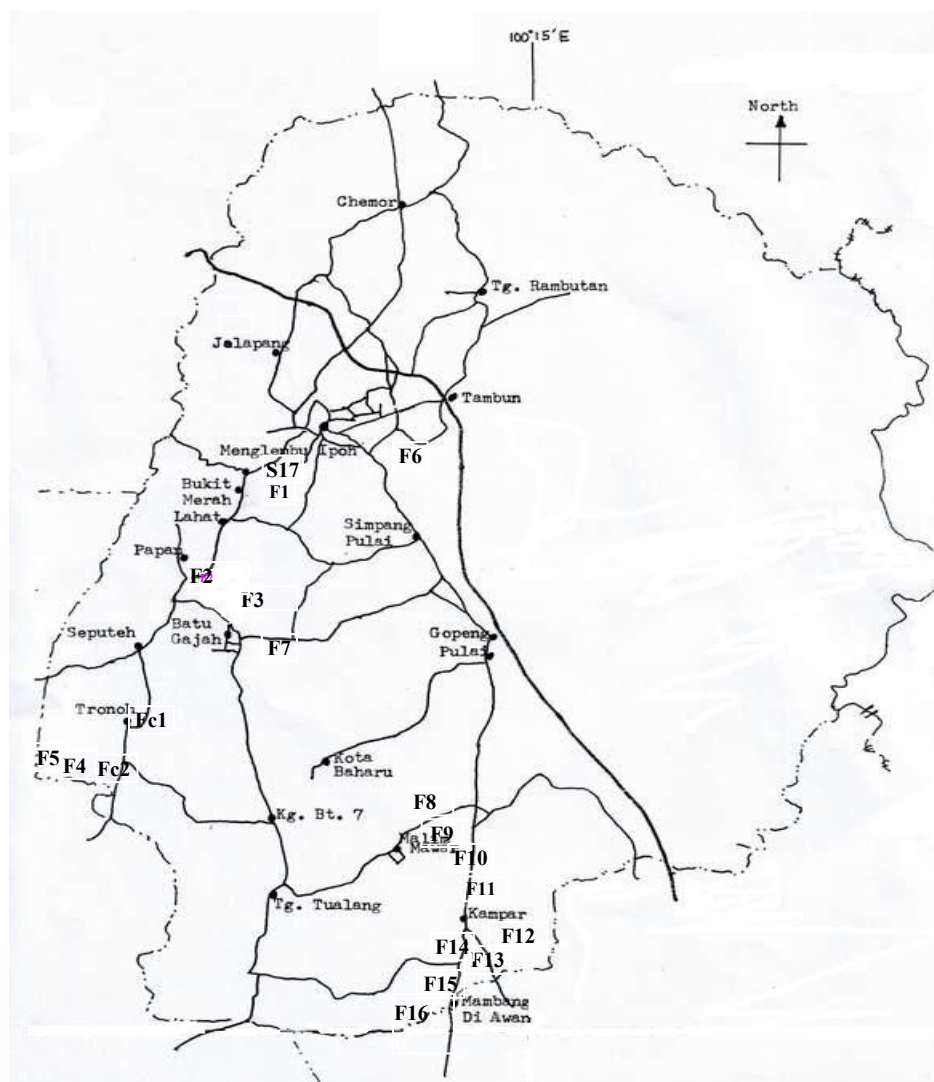 100°15'E
North
Chemor
Tg. Rambutan
Jelapang
Tambun
Menglembu Ipoh
F6
S17
Bukit
Merah
F1
Lahat
Simpang
Pulai
Papan
F2
F3
Batu
Gajah
Seputeh
Gopeng
Pulai
F7
Tronoh
Fc1
F5
F4
Fc2
Kota
Baharu
F8
Kg. Bt. 7
F9
Malim
Nawar
F10
F11
Tg. Tualang
Kampar
F12
F14
F13
F15
Mambang
Di Awan
F16